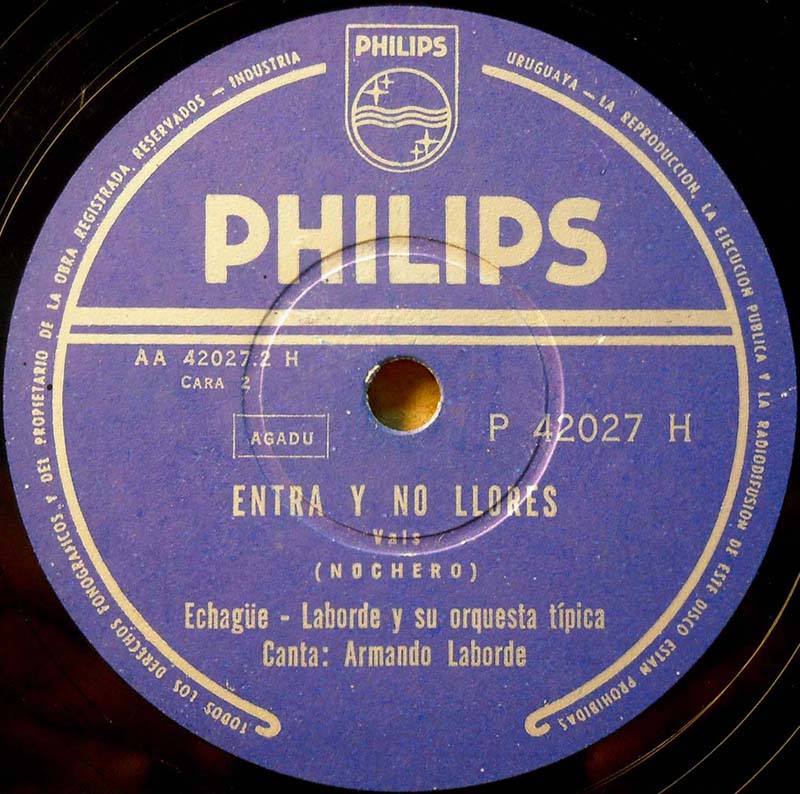 PHILIPS
TODOS LOS DERECHOS FONOGRAFICOS Y DEL PROPIETARIO DE LA OBRA REGISTRADA RESERVADOS — INDUSTRIA
URUGUAYA — LA REPRODUCCION, LA EJECUCION PUBLICA Y LA RADIODIFUSION DE ESTE DISCO ESTAN PROHIBIDAS
PHILIPS
AA 42027.2 H
CARA 2
AGADU
P 42027 H
ENTRA Y NO LLORES
Vals
(NOCHERO)
Echagüe - Laborde y su orquesta típica
Canta: Armando Laborde